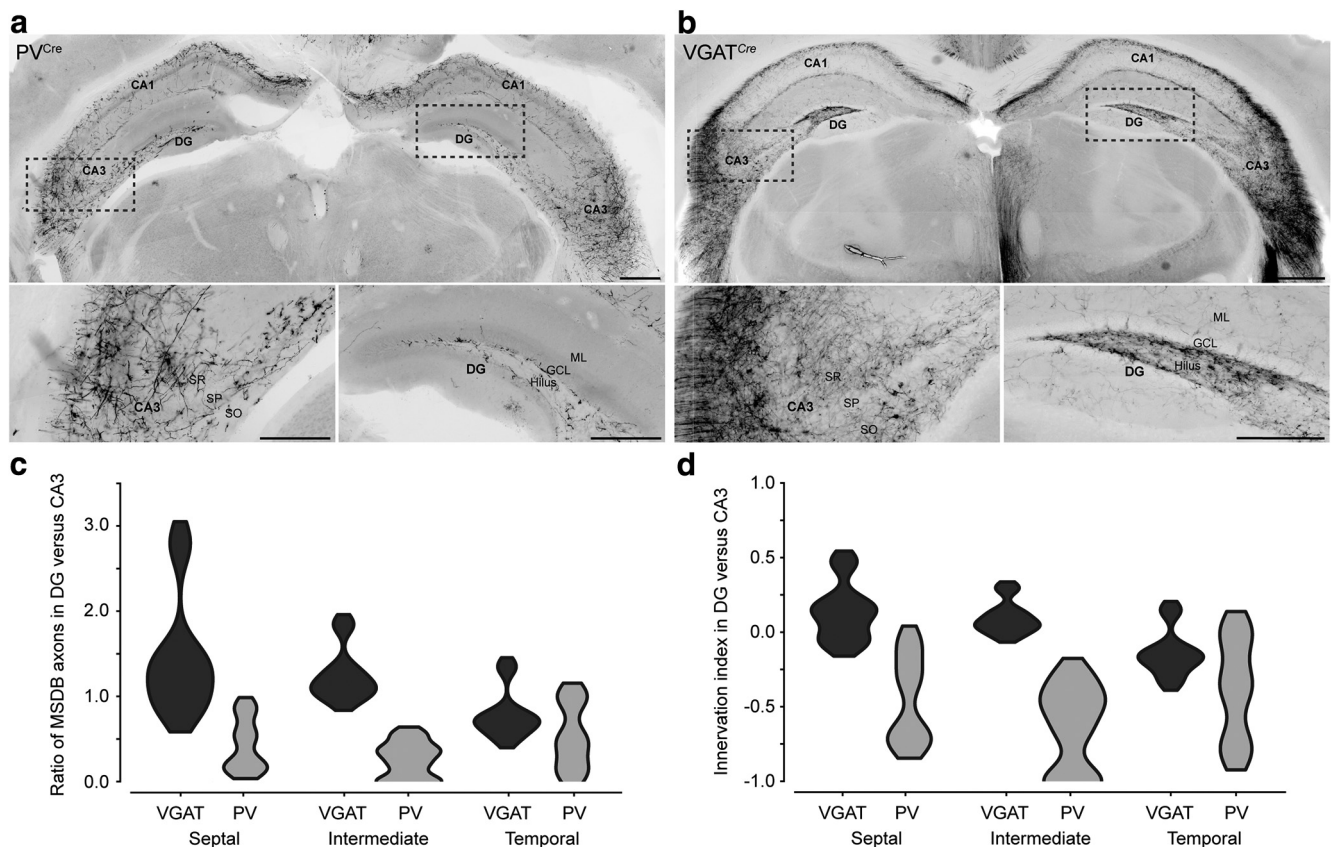 a
PVCre
CA1
CA1
DG
DG
CA3
CA3
SR
CA3
SP
SO
ML
GCL
DG
Hilus
b
VGATCre
CA1
CA1
DG
DG
CA3
CA3
SR
CA3
SP
SO
ML
GCL
Hilus
DG
c
Ratio of MSDB axons in DG versus CA3
3.0
2.0
1.0
0.0
VGAT PV VGAT PV VGAT PV
Septal Intermediate Temporal
d
Innervation index in DG versus CA3
1.0
0.5
0.0
-0.5
-1.0
VGAT PV VGAT PV VGAT PV
Septal Intermediate Temporal